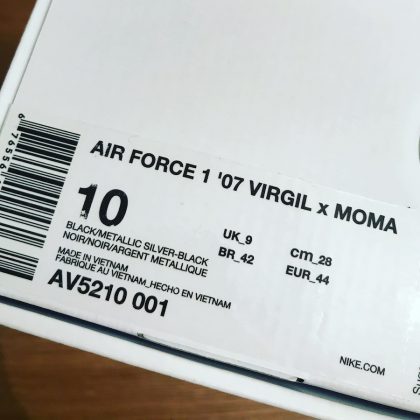 AIR FORCE 1 '07 VIRGIL x MOMA
10
UK_9
cm_28
BR_42
EUR_44
BLACK/METALLIC SILVER-BLACK
NOIR/NOIR/ARGENT METALLIQUE
MADE IN VIETNAM
FABRIQUE AU VIETNAM_HECHO EN VIETNAM
AV5210 001
NIKE.COM